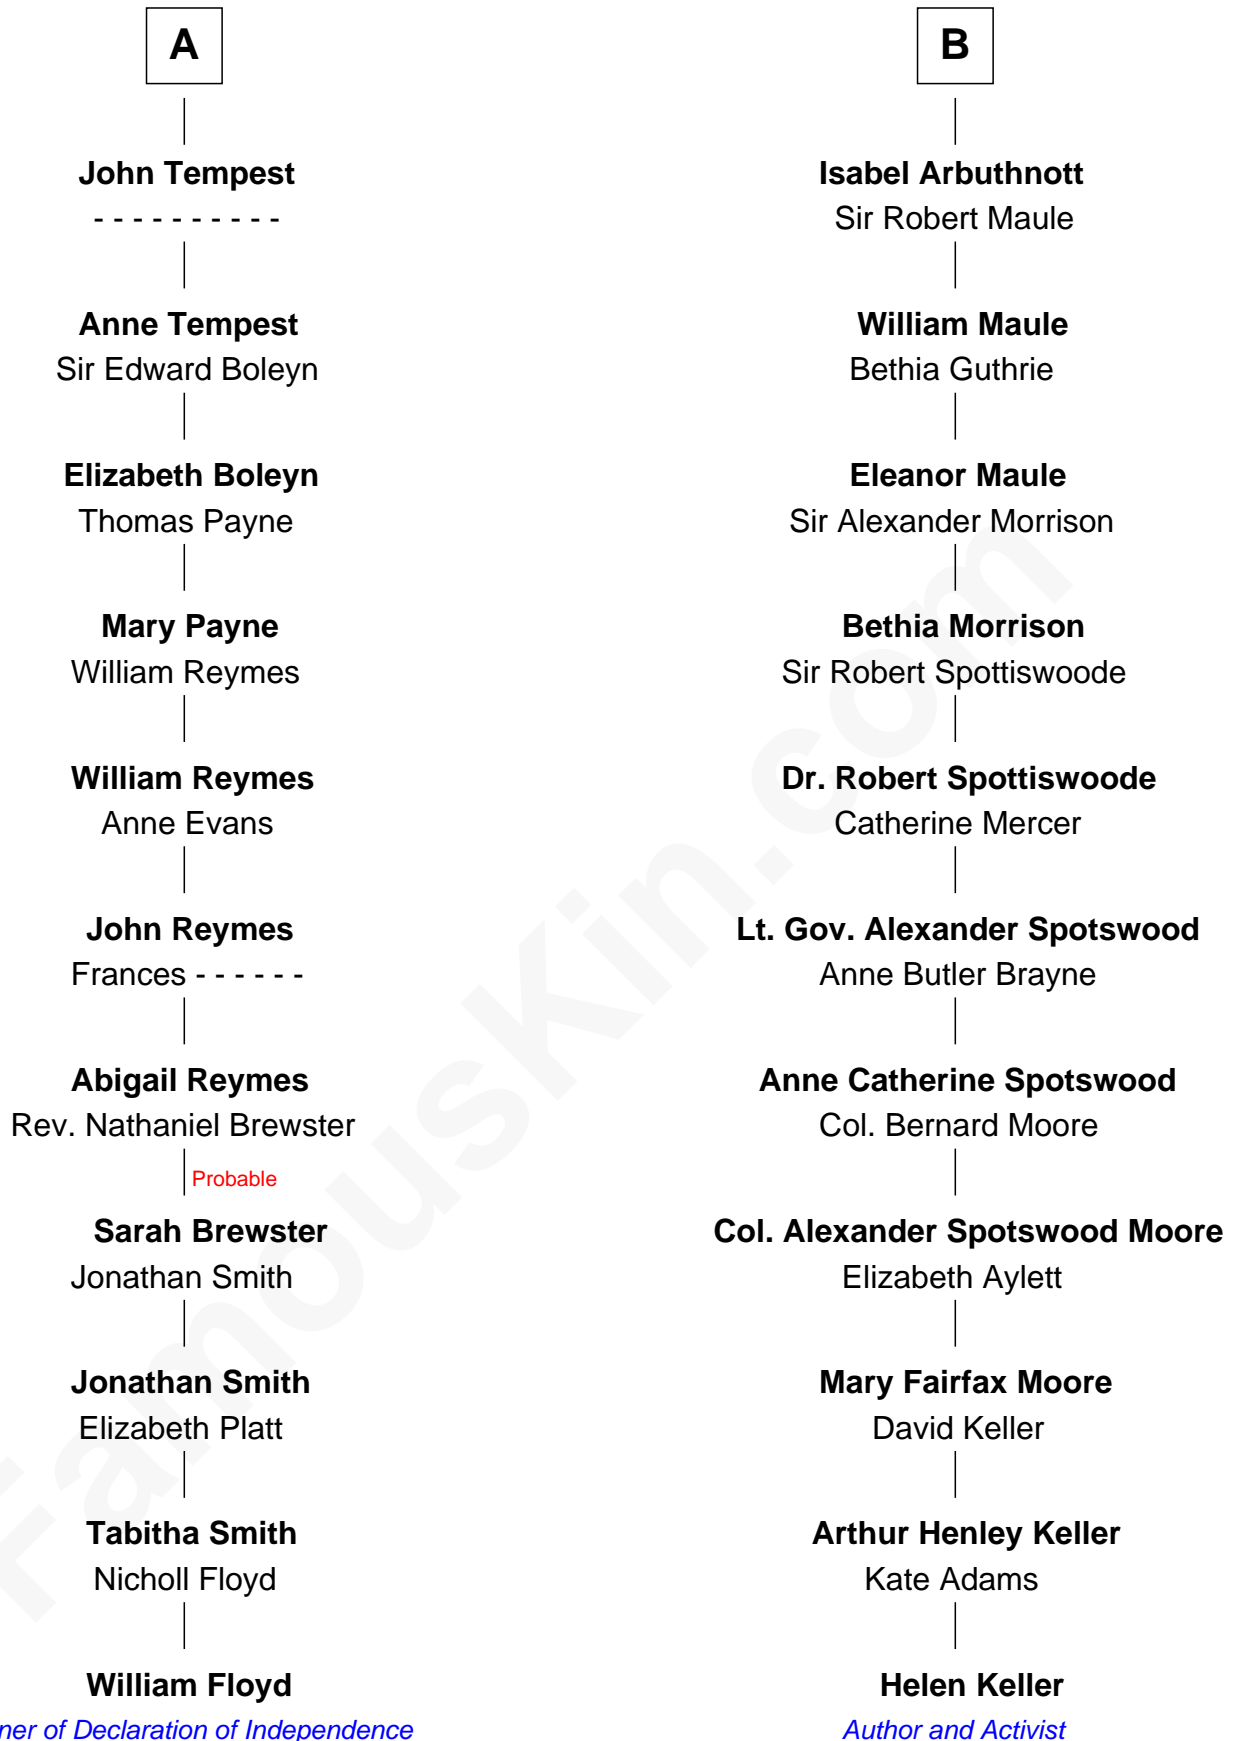 A
John Tempest
- - - - - - - - - -
Anne Tempest
Sir Edward Boleyn
Elizabeth Boleyn
Thomas Payne
Mary Payne
William Reymes
William Reymes
Anne Evans
John Reymes
Frances - - - - - -
Abigail Reymes
Rev. Nathaniel Brewster
Probable
Sarah Brewster
Jonathan Smith
Jonathan Smith
Elizabeth Platt
Tabitha Smith
Nicholl Floyd
William Floyd
ner of Declaration of Independence
B
Isabel Arbuthnott
Sir Robert Maule
William Maule
Bethia Guthrie
Eleanor Maule
Sir Alexander Morrison
Bethia Morrison
Sir Robert Spottiswoode
Dr. Robert Spottiswoode
Catherine Mercer
Lt. Gov. Alexander Spotswood
Anne Butler Brayne
Anne Catherine Spotswood
Col. Bernard Moore
Col. Alexander Spotswood Moore
Elizabeth Aylett
Mary Fairfax Moore
David Keller
Arthur Henley Keller
Kate Adams
Helen Keller
Author and Activist
FamousKin.com